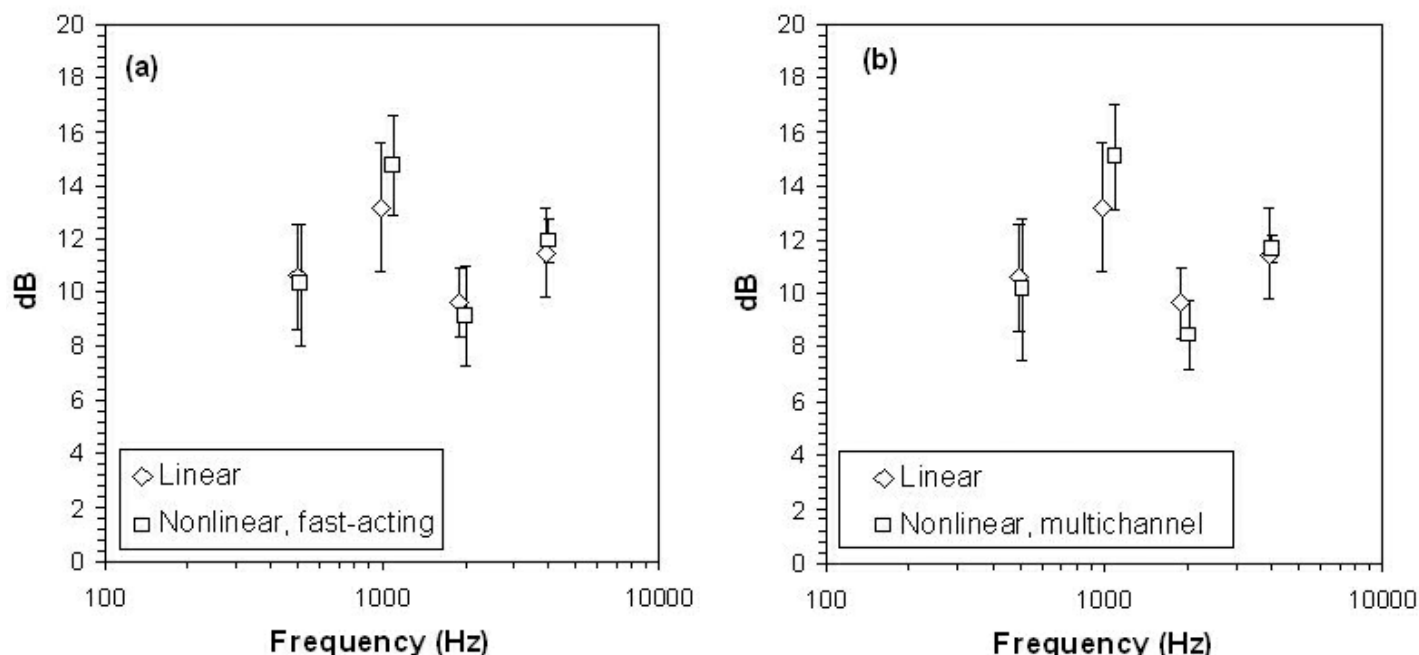 (a)
20
18
16
14
12
10
8
6
4
2
0
dB
Linear
Nonlinear, fast-acting
100
1000
10000
Frequency (Hz)
(b)
20
18
16
14
12
10
8
6
4
2
0
dB
Linear
Nonlinear, multichannel
100
1000
10000
Frequency (Hz)